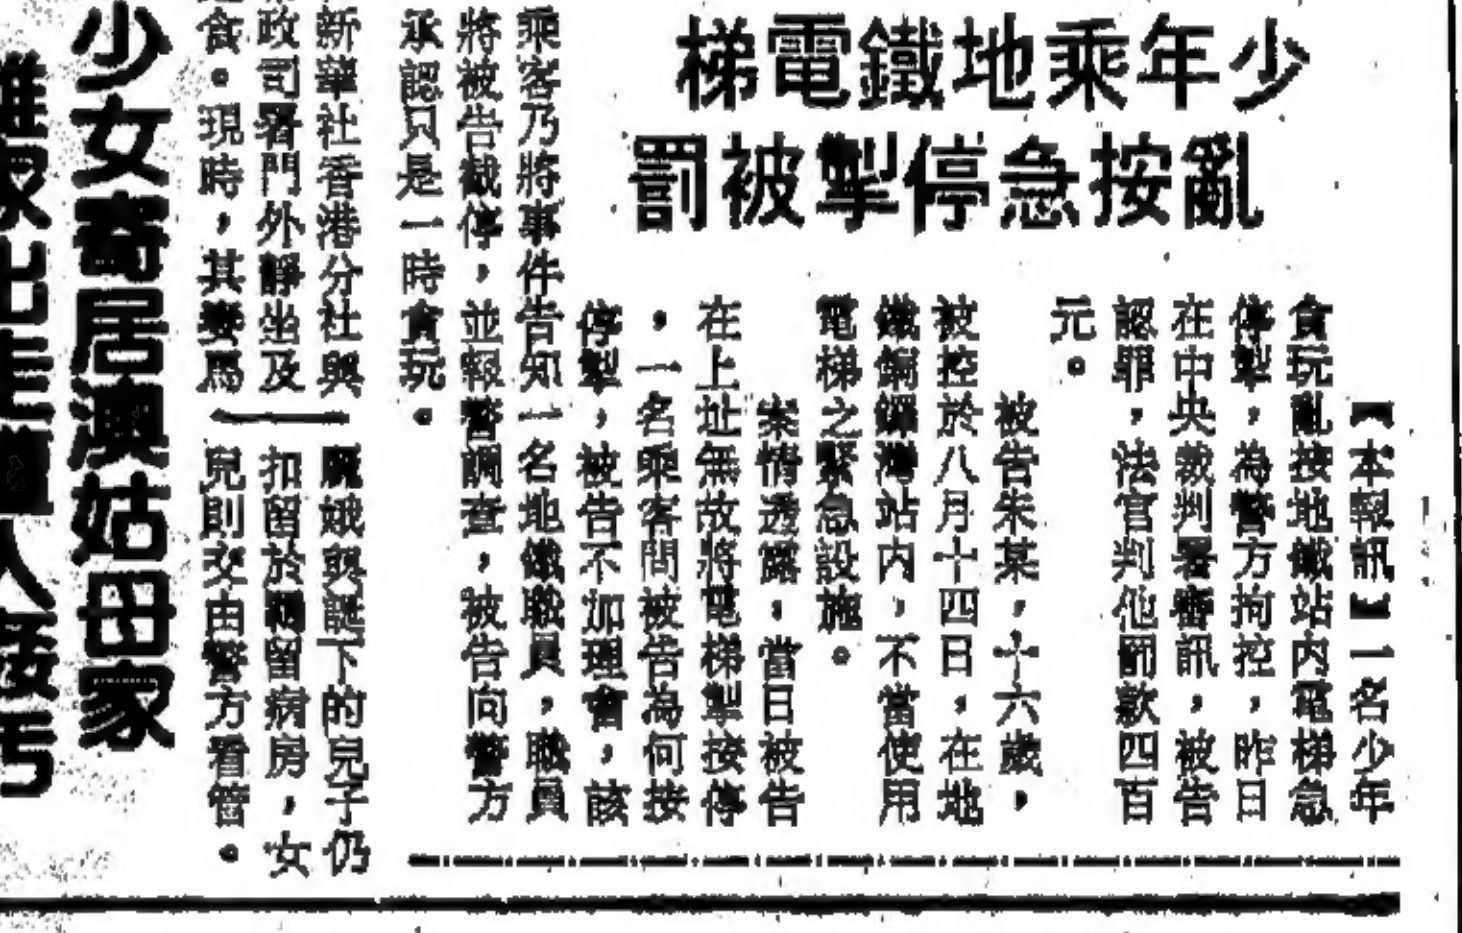 少年乘地鐵電梯
亂按急停掣被罰
【本報訊】一名少年
貪玩亂按地鐵站內電梯急
停掣，為警方拘控，昨日
在中央裁判署審訊，被告
認罪，法官判他罰款四百
元。
被告朱某，十六歲，
被控於八月十四日，在地
鐵銅鑼灣站內，不當使用
電梯之緊急設施。
案情透露，當日被告
在上址無故將電梯掣按停
，一名乘客問被告為何按
停掣，被告不加理會，該
乘客乃將事件告知一名地鐵職員，職員
將被告截停，並報警調查，被告向警方
承認只是一時貪玩。
新華社香港分社與
政司署門外靜坐及
食。現時，其妻馬
娥與誕下的兒子仍
扣留於羈留病房，女
兒則交由警方看管。
少女寄居澳姑母家